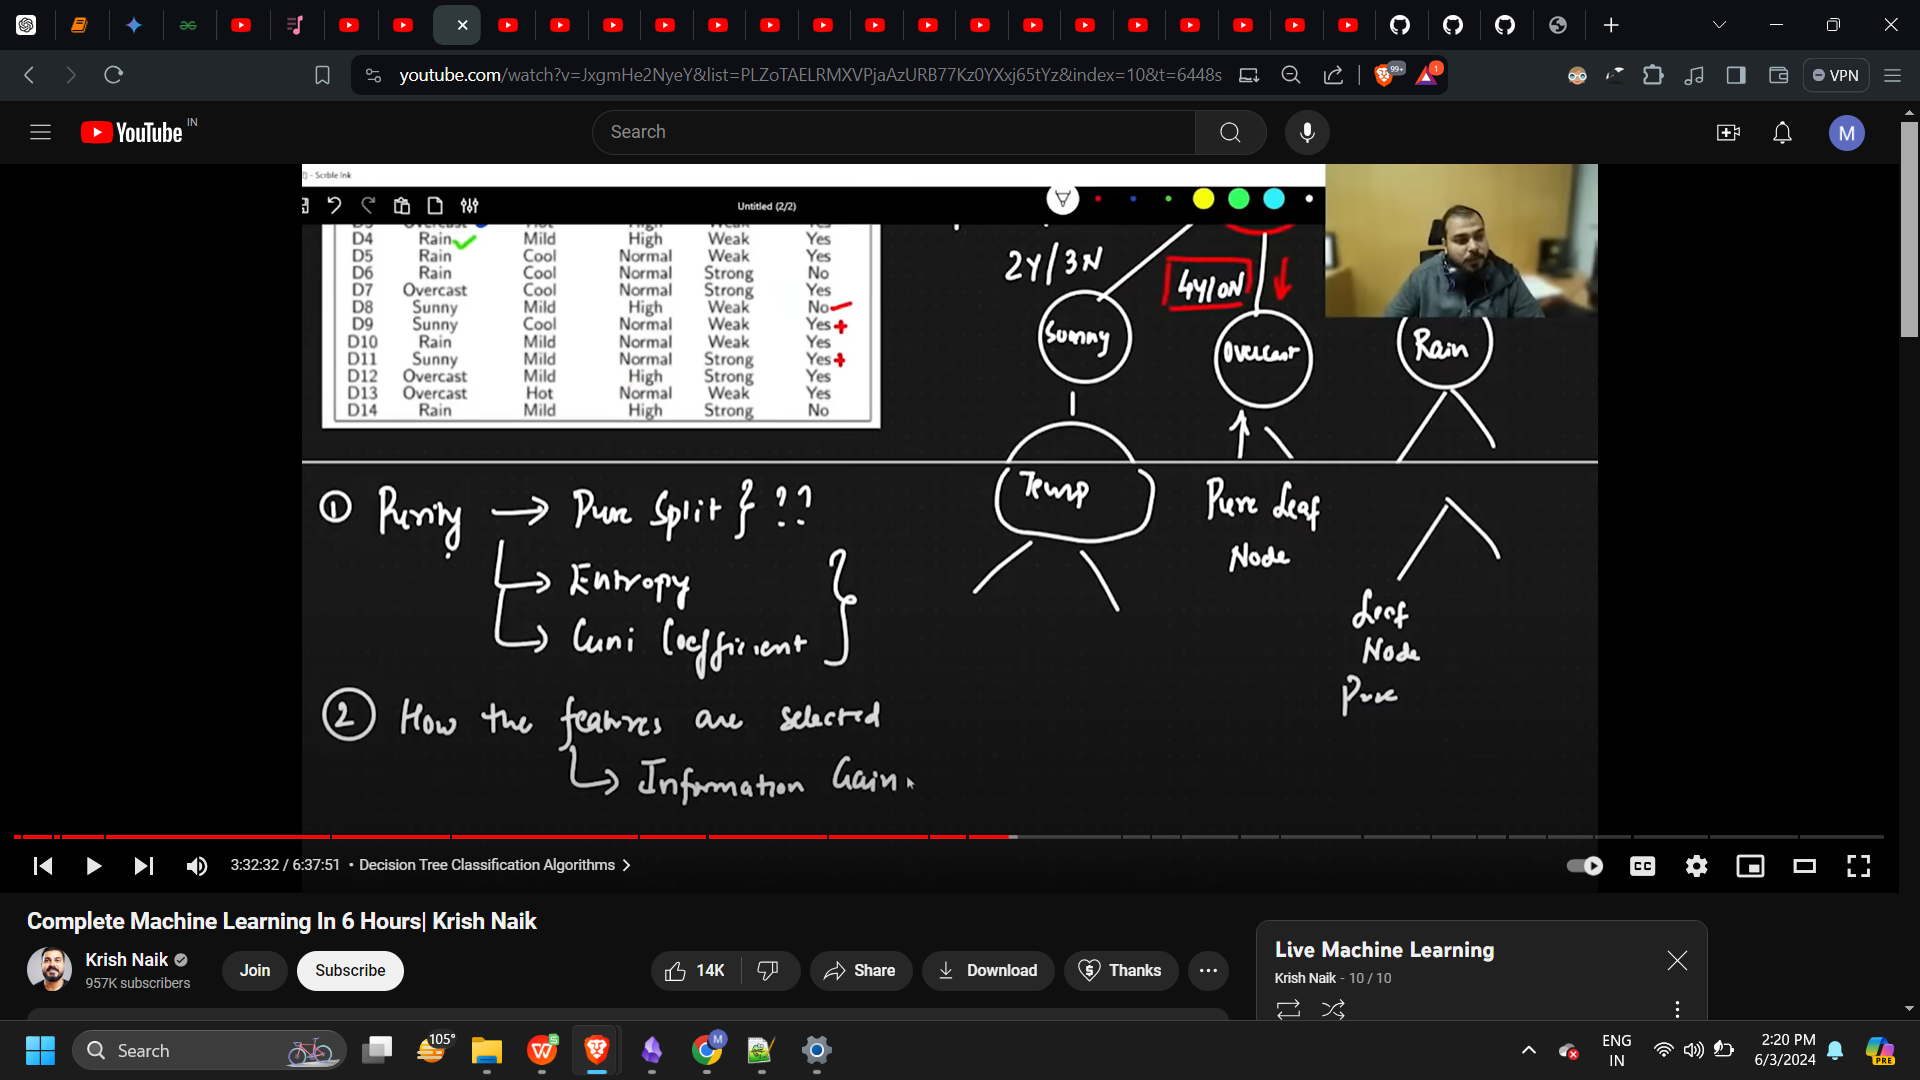 youtube.com/watch?v=JxgmHe2NyeY&list=PLZoTAELRMXVPjaAzURB77Kz0YXxj65tYz&index=10&t=6448s
99+
1
VPN
YouTube IN
Search
M
Scrble Ink
Untitled (2/2)
D4 Rain Mild High Weak Yes
D5 Rain Cool Normal Weak Yes
D6 Rain Cool Normal Strong No
D7 Overcast Cool Normal Strong Yes
D8 Sunny Mild High Weak No
D9 Sunny Cool Normal Weak Yes +
D10 Rain Mild Normal Weak Yes
D11 Sunny Mild Normal Strong Yes +
D12 Overcast Mild High Strong Yes
D13 Overcast Hot Normal Weak Yes
D14 Rain Mild High Strong No
2Y/3N
4Y/0N
Sunny
Overcast
Rain
Temp
Pure Leaf
Node
Leaf
Node
① Purity → Pure Split } ??
→ Entropy
→ Guni Coefficient }
② How the features are selected
→ Information Gain.
3:32:32 / 6:37:51 • Decision Tree Classification Algorithms
CC
Complete Machine Learning In 6 Hours| Krish Naik
Krish Naik
957K subscribers
Join
Subscribe
14K
Share
Download
Thanks
Live Machine Learning
Krish Naik - 10 / 10
Search
105°
M
ENG
IN
2:20 PM
6/3/2024
PRE